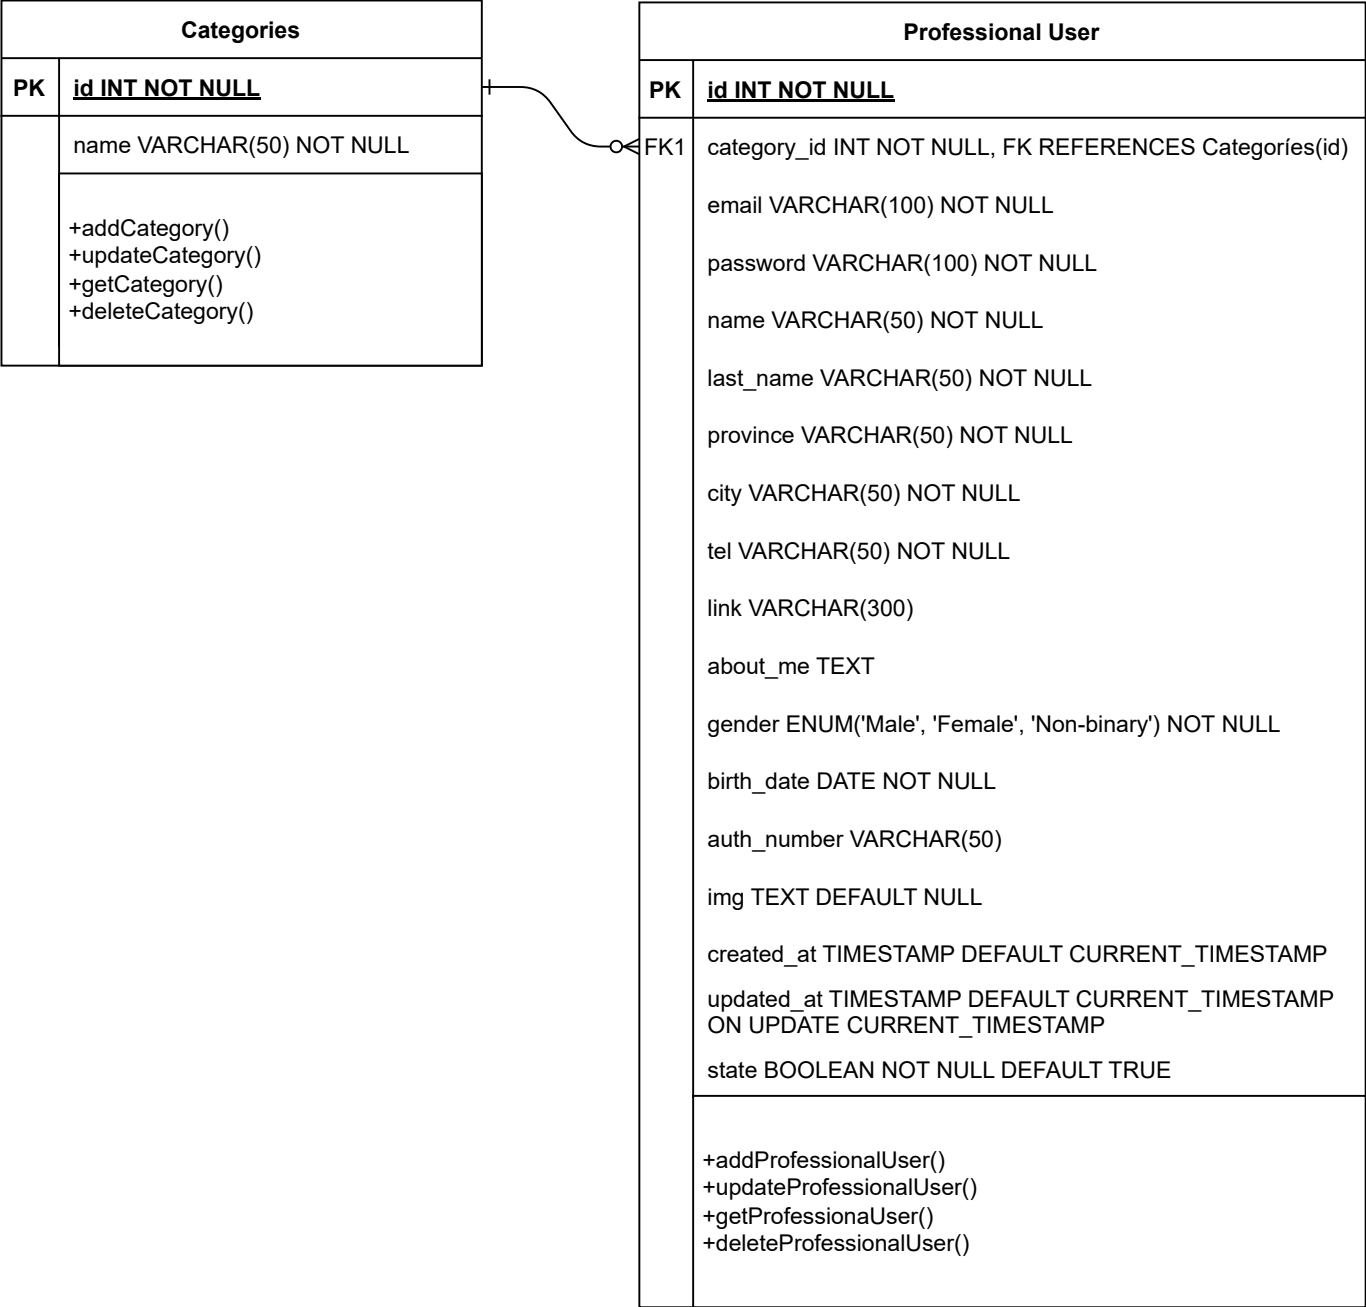 Categories
PK
id INT NOT NULL
name VARCHAR(50) NOT NULL
+addCategory()
+updateCategory()
+getCategory()
+deleteCategory()
Professional User
PK
id INT NOT NULL
FK1
category_id INT NOT NULL, FK REFERENCES Categoríes(id)
email VARCHAR(100) NOT NULL
password VARCHAR(100) NOT NULL
name VARCHAR(50) NOT NULL
last_name VARCHAR(50) NOT NULL
province VARCHAR(50) NOT NULL
city VARCHAR(50) NOT NULL
tel VARCHAR(50) NOT NULL
link VARCHAR(300)
about_me TEXT
gender ENUM('Male', 'Female', 'Non-binary') NOT NULL
birth_date DATE NOT NULL
auth_number VARCHAR(50)
img TEXT DEFAULT NULL
created_at TIMESTAMP DEFAULT CURRENT_TIMESTAMP
updated_at TIMESTAMP DEFAULT CURRENT_TIMESTAMP
ON UPDATE CURRENT_TIMESTAMP
state BOOLEAN NOT NULL DEFAULT TRUE
+addProfessionalUser()
+updateProfessionalUser()
+getProfessionaUser()
+deleteProfessionalUser()